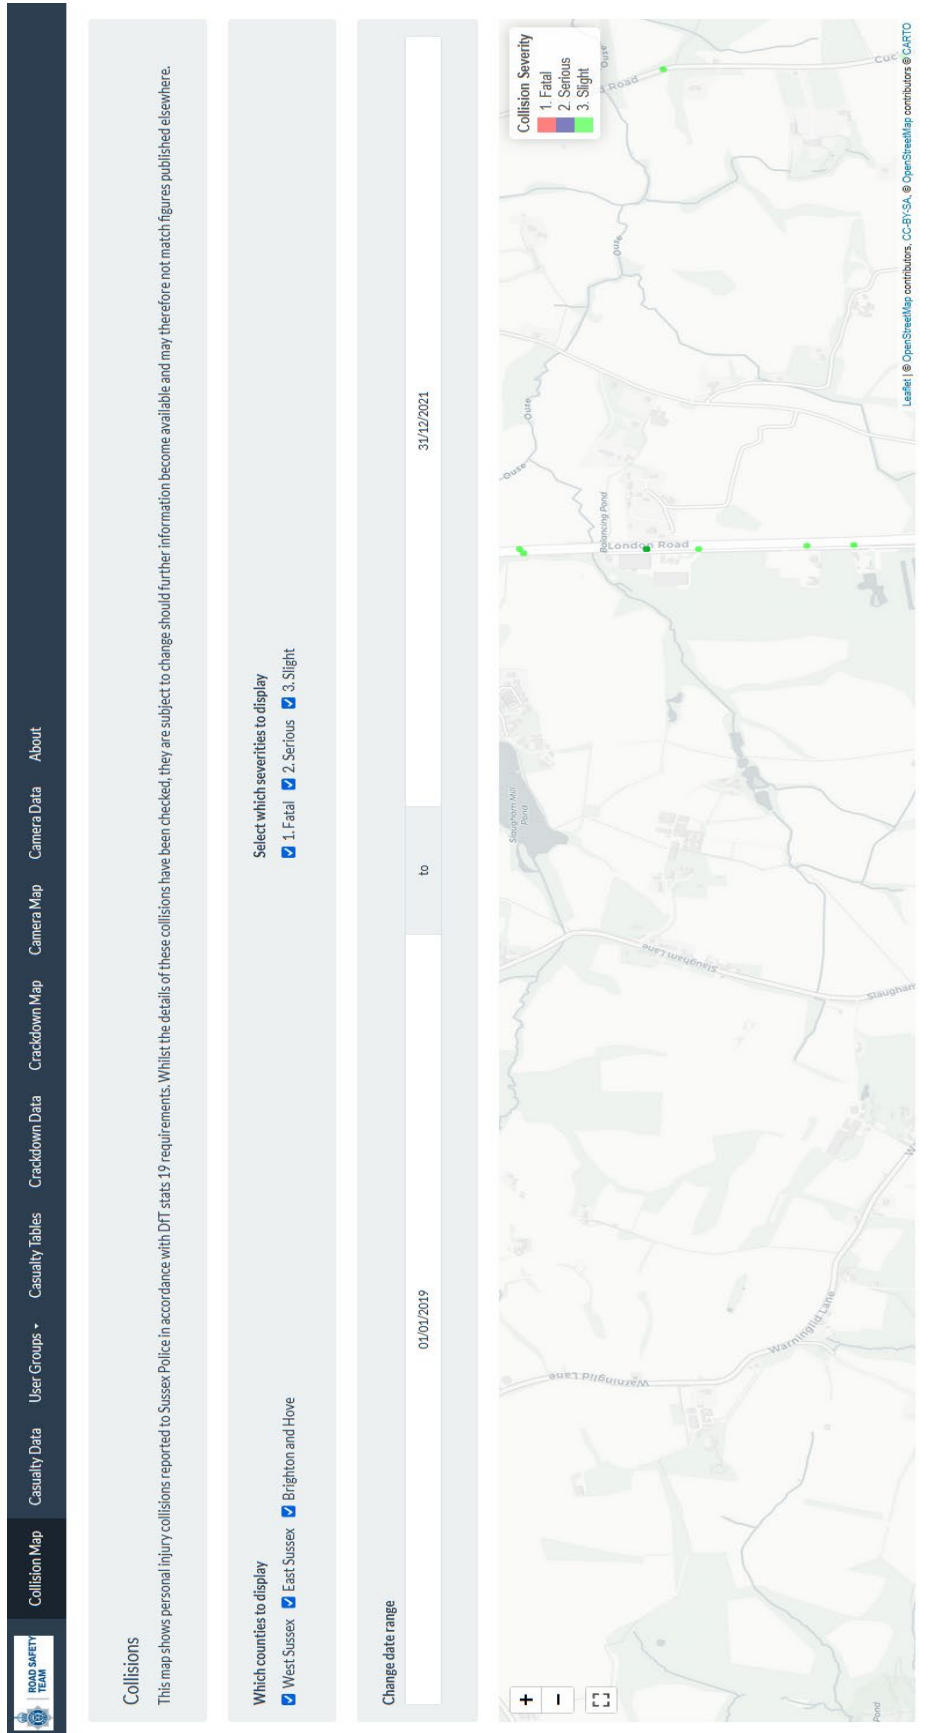 ROAD SAFETY
TEAM
Collision Map
Casualty Data
User Groups
Casualty Tables
Crackdown Data
Crackdown Map
Camera Map
Camera Data
About
Collisions
This map shows personal injury collisions reported to Sussex Police in accordance with DfT stats 19 requirements. Whilst the details of these collisions have been checked, they are subject to change should further information become available and may therefore not match figures published elsewhere.
Which counties to display
West Sussex East Sussex Brighton and Hove
Select which severities to display
1. Fatal 2. Serious 3. Slight
Change date range
01/01/2019 to 31/12/2021
+
−
Collision Severity
1. Fatal
2. Serious
3. Slight
Slaugham Mill
Pond
Ouse
Ouse
Ouse
Ouse
d Road
Cuc
Balancing Pond
London Road
Slaugham Lane
Slaugham
Warninglid Lane
Warninglid Lane
W
Pond
Leaflet | © OpenStreetMap contributors, CC-BY-SA, © OpenStreetMap contributors © CARTO